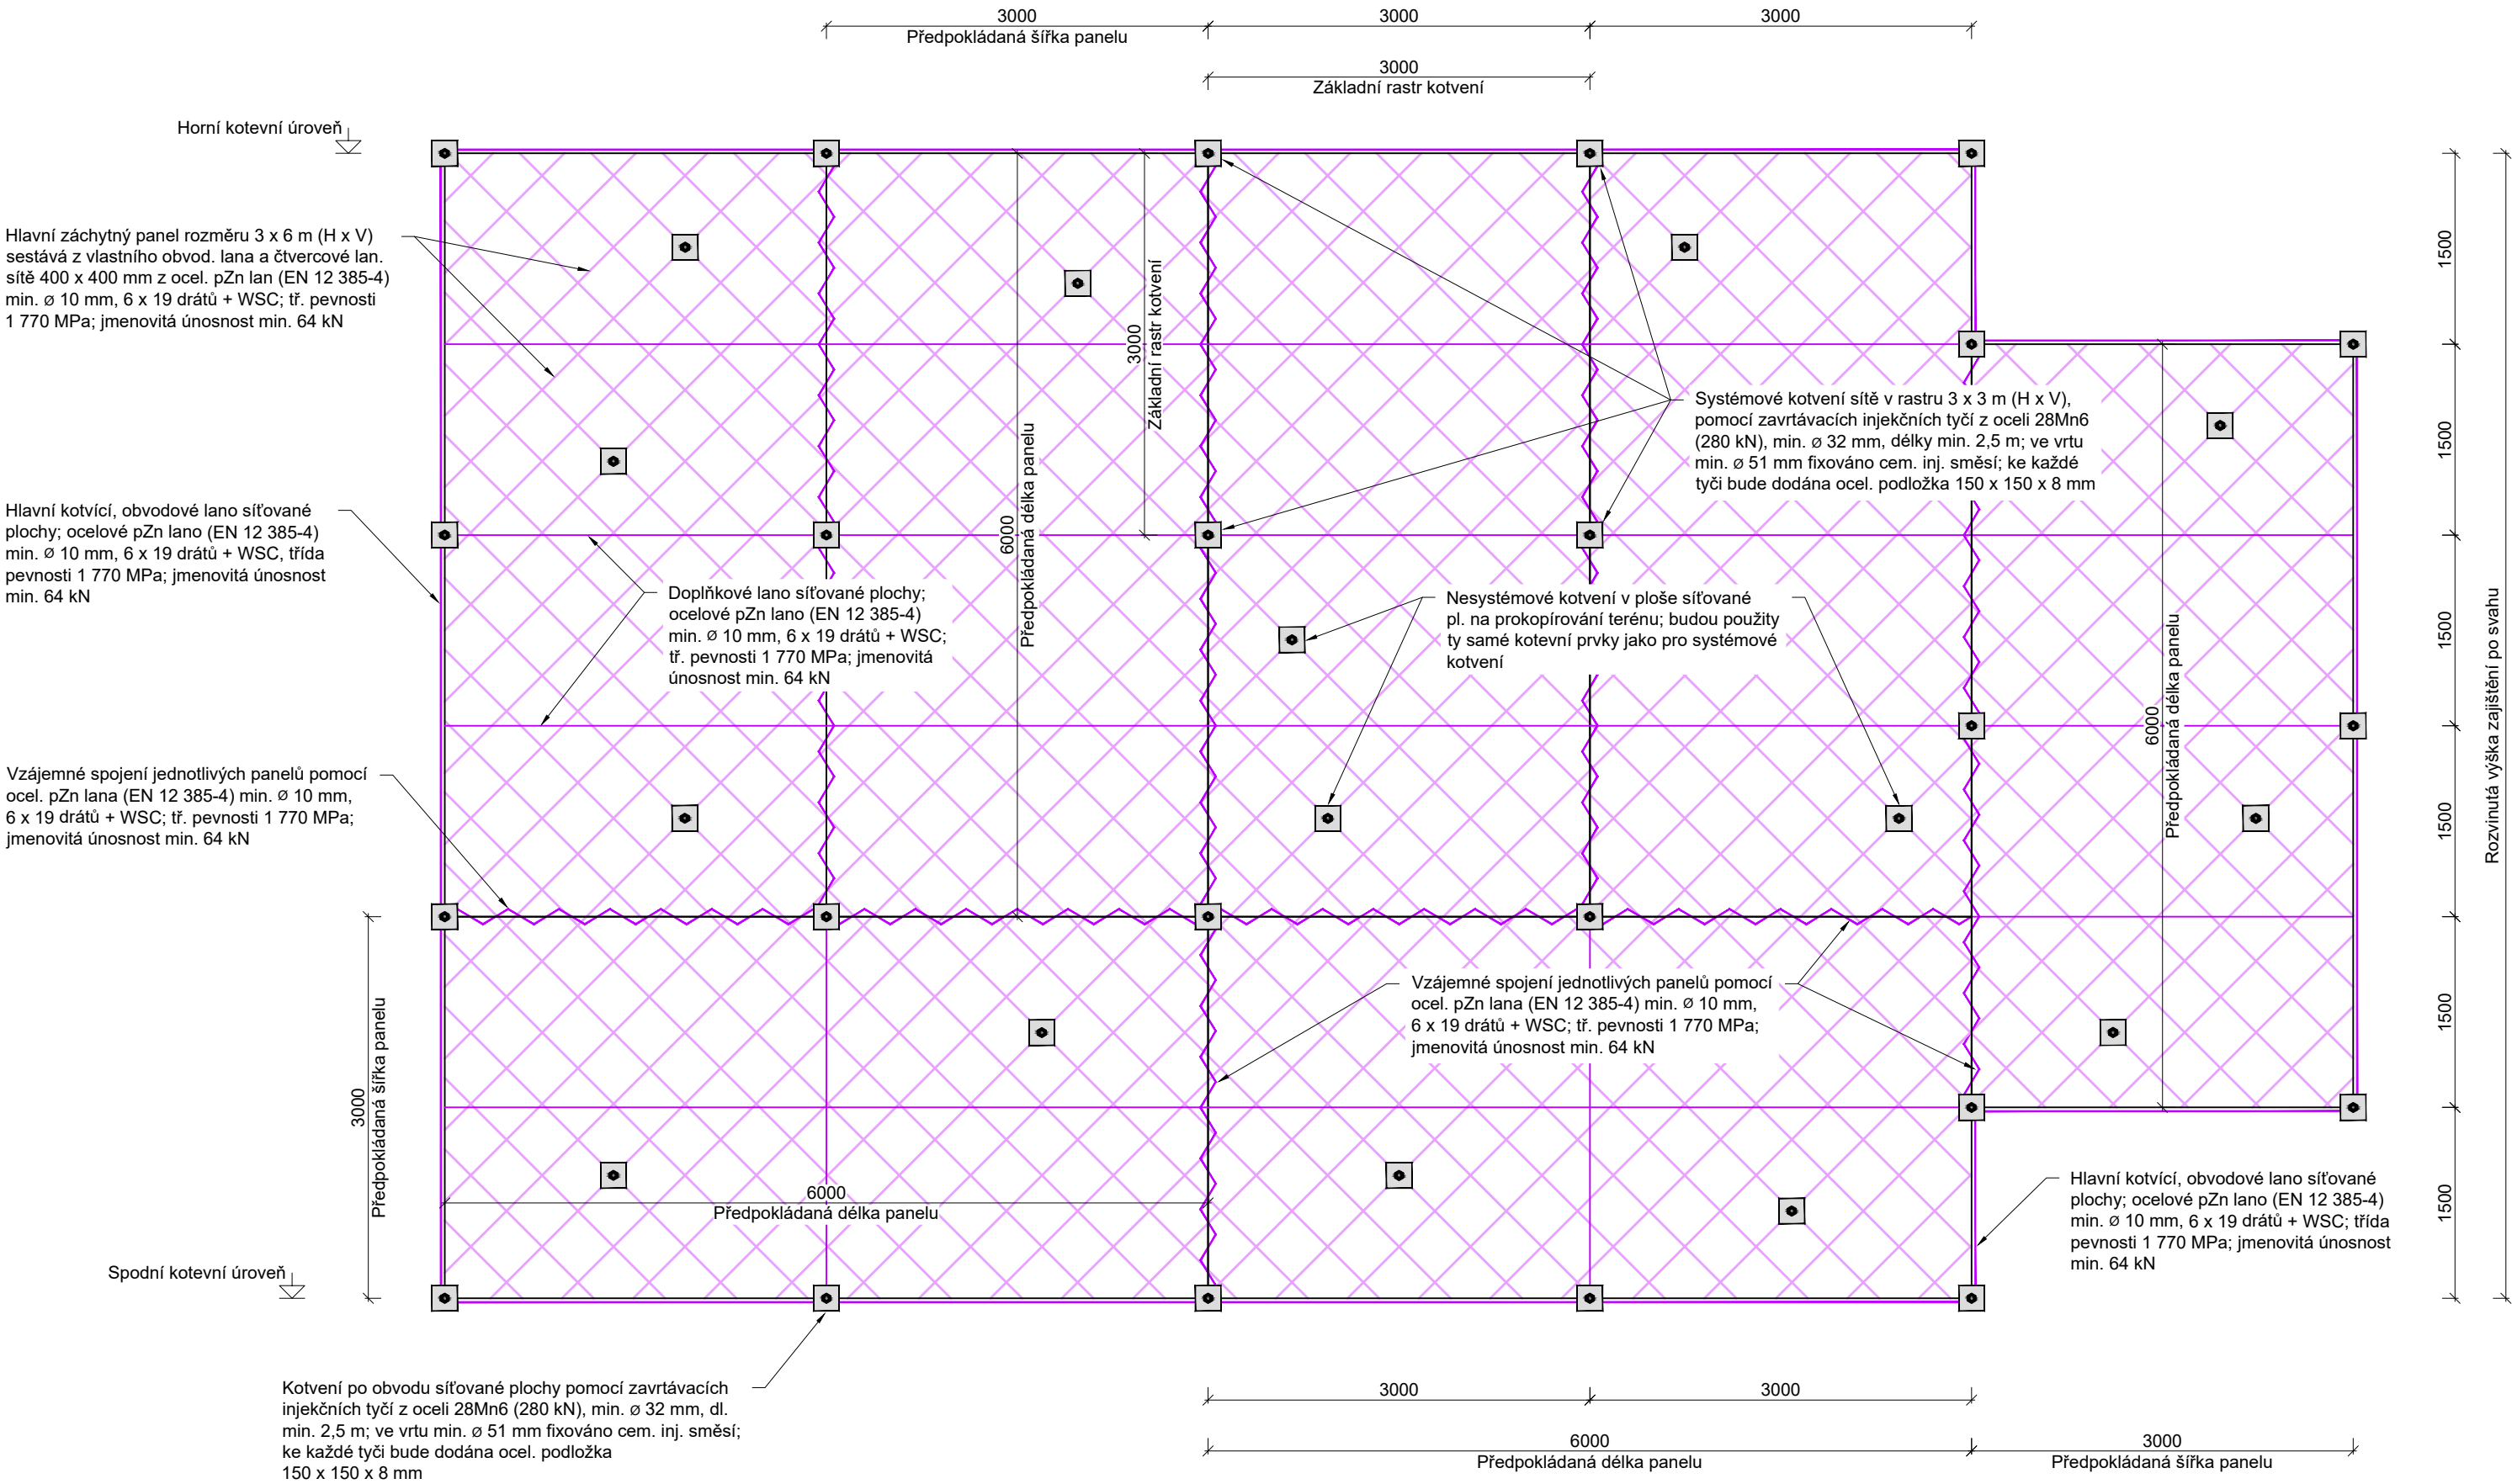 3000
3000
3000
Předpokládaná šířka panelu
3000
Základní rastr kotvení
Horní kotevní úroveň
Hlavní záchytný panel rozměru 3 x 6 m (H x V)
sestává z vlastního obvod. lana a čtvercové lan.
sítě 400 x 400 mm z ocel. pZn lan (EN 12 385-4)
min. ø 10 mm, 6 x 19 drátů + WSC; tř. pevnosti
1 770 MPa; jmenovitá únosnost min. 64 kN
Hlavní kotvící, obvodové lano síťované
plochy; ocelové pZn lano (EN 12 385-4)
min. ø 10 mm, 6 x 19 drátů + WSC, třída
pevnosti 1 770 MPa; jmenovitá únosnost
min. 64 kN
Vzájemné spojení jednotlivých panelů pomocí
ocel. pZn lana (EN 12 385-4) min. ø 10 mm,
6 x 19 drátů + WSC; tř. pevnosti 1 770 MPa;
jmenovitá únosnost min. 64 kN
3000
Základní rastr kotvení
6000
Předpokládaná délka panelu
Doplňkové lano síťované plochy;
ocelové pZn lano (EN 12 385-4)
min. ø 10 mm, 6 x 19 drátů + WSC;
tř. pevnosti 1 770 MPa; jmenovitá
únosnost min. 64 kN
Systémové kotvení sítě v rastru 3 x 3 m (H x V),
pomocí zavrtávacích injekčních tyčí z oceli 28Mn6
(280 kN), min. ø 32 mm, délky min. 2,5 m; ve vrtu
min. ø 51 mm fixováno cem. inj. směsí; ke každé
tyči bude dodána ocel. podložka 150 x 150 x 8 mm
Nesystémové kotvení v ploše síťované
pl. na prokopírování terénu; budou použity
ty samé kotevní prvky jako pro systémové
kotvení
6000
Předpokládaná délka panelu
1500
1500
1500
1500
1500
1500
Rozvinutá výška zajištění po svahu
Vzájemné spojení jednotlivých panelů pomocí
ocel. pZn lana (EN 12 385-4) min. ø 10 mm,
6 x 19 drátů + WSC; tř. pevnosti 1 770 MPa;
jmenovitá únosnost min. 64 kN
3000
Předpokládaná šířka panelu
6000
Předpokládaná délka panelu
Hlavní kotvící, obvodové lano síťované
plochy; ocelové pZn lano (EN 12 385-4)
min. ø 10 mm, 6 x 19 drátů + WSC; třída
pevnosti 1 770 MPa; jmenovitá únosnost
min. 64 kN
Spodní kotevní úroveň
Kotvení po obvodu síťované plochy pomocí zavrtávacích
injekčních tyčí z oceli 28Mn6 (280 kN), min. ø 32 mm, dl.
min. 2,5 m; ve vrtu min. ø 51 mm fixováno cem. inj. směsí;
ke každé tyči bude dodána ocel. podložka
150 x 150 x 8 mm
3000
3000
6000
Předpokládaná délka panelu
3000
Předpokládaná šířka panelu